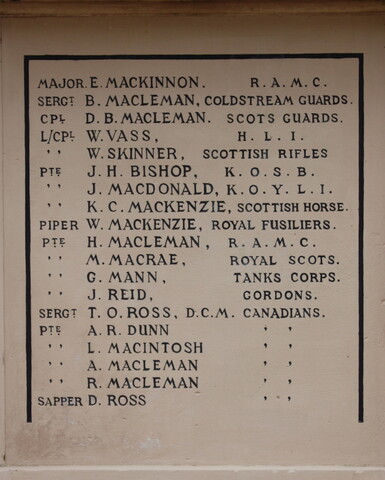 MAJOR E. MACKINNON. R. A. M. C.
SERGT B. MACLEMAN, COLDSTREAM GUARDS.
CPL D. B. MACLEMAN. SCOTS GUARDS.
L/CPL W. VASS, H. L. I.
'' W. SKINNER, SCOTTISH RIFLES
PTE J. H. BISHOP, K. O. S. B.
'' J. MACDONALD, K. O. Y. L. I.
'' K. C. MACKENZIE, SCOTTISH HORSE.
PIPER W. MACKENZIE, ROYAL FUSILIERS.
PTE H. MACLEMAN, R. A. M. C.
'' M. MACRAE, ROYAL SCOTS.
'' G. MANN, TANKS CORPS.
'' J. REID, GORDONS.
SERGT T. O. ROSS, D.C.M. CANADIANS.
PTE A. R. DUNN ' '
'' L. MACINTOSH ' '
'' A. MACLEMAN ' '
'' R. MACLEMAN ' '
SAPPER D. ROSS ' '